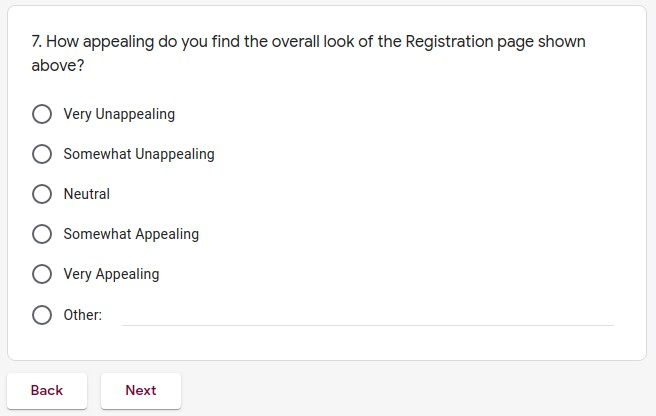 7. How appealing do you find the overall look of the Registration page shown
above?
Very Unappealing
Somewhat Unappealing
Neutral
Somewhat Appealing
Very Appealing
Other:
Back
Next